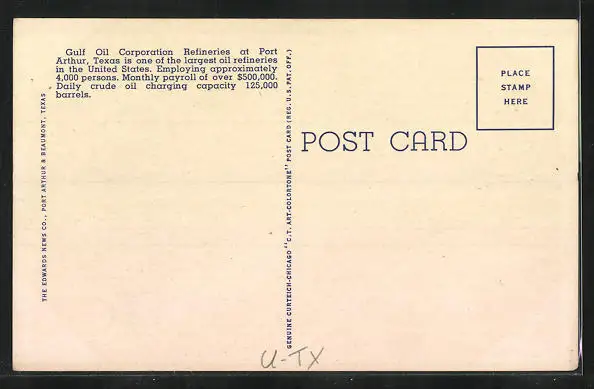 Gulf Oil Corporation Refineries at Port
Arthur, Texas is one of the largest oil refineries
in the United States. Employing approximately
4,000 persons. Monthly payroll of over $500,000.
Daily crude oil charging capacity 125,000
barrels.
THE EDWARDS NEWS CO., PORT ARTHUR & BEAUMONT, TEXAS
GENUINE CURTEICH-CHICAGO "C.T. ART-COLORTONE" POST CARD (REG. U.S. PAT. OFF.)
POST CARD
PLACE
STAMP
HERE
U-TX